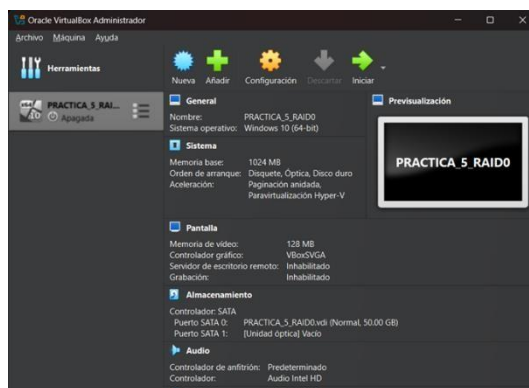 Oracle VirtualBox Administrador
Archivo Máquina Ayuda
Herramientas
Nueva Añadir Configuración Descartar Iniciar
PRACTICA_5_RAI...
Apagada
General
Nombre: PRACTICA_5_RAID0
Sistema operativo: Windows 10 (64-bit)
Previsualización
PRACTICA_5_RAID0
Sistema
Memoria base: 1024 MB
Orden de arranque: Disquete, Óptica, Disco duro
Aceleración: Paginación anidada,
Paravirtualización Hyper-V
Pantalla
Memoria de vídeo: 128 MB
Controlador gráfico: VBoxSVGA
Servidor de escritorio remoto: Inhabilitado
Grabación: Inhabilitado
Almacenamiento
Controlador: SATA
Puerto SATA 0: PRACTICA_5_RAID0.vdi (Normal, 50.00 GB)
Puerto SATA 1: [Unidad óptica] Vacío
Audio
Controlador de anfitrión: Predeterminado
Controlador: Audio Intel HD